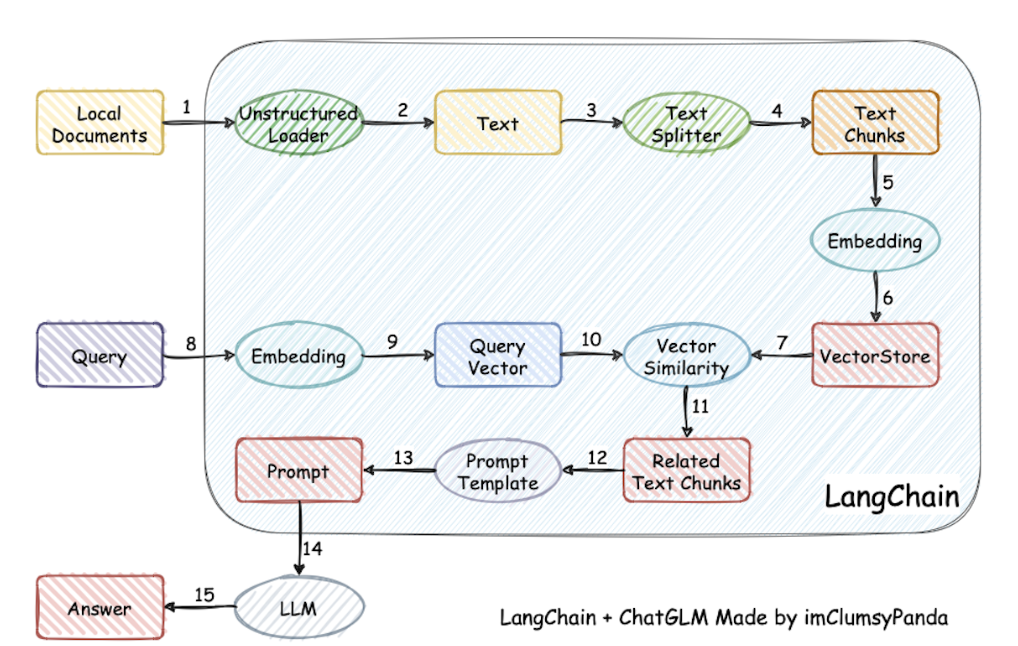 Local
Documents
1
Unstructured
Loader
2
Text
3
Text
Splitter
4
Text
Chunks
5
Embedding
6
Query
8
Embedding
9
Query
Vector
10
Vector
Similarity
7
VectorStore
11
Prompt
13
Prompt
Template
12
Related
Text Chunks
LangChain
14
Answer
15
LLM
LangChain + ChatGLM Made by imClumsyPanda